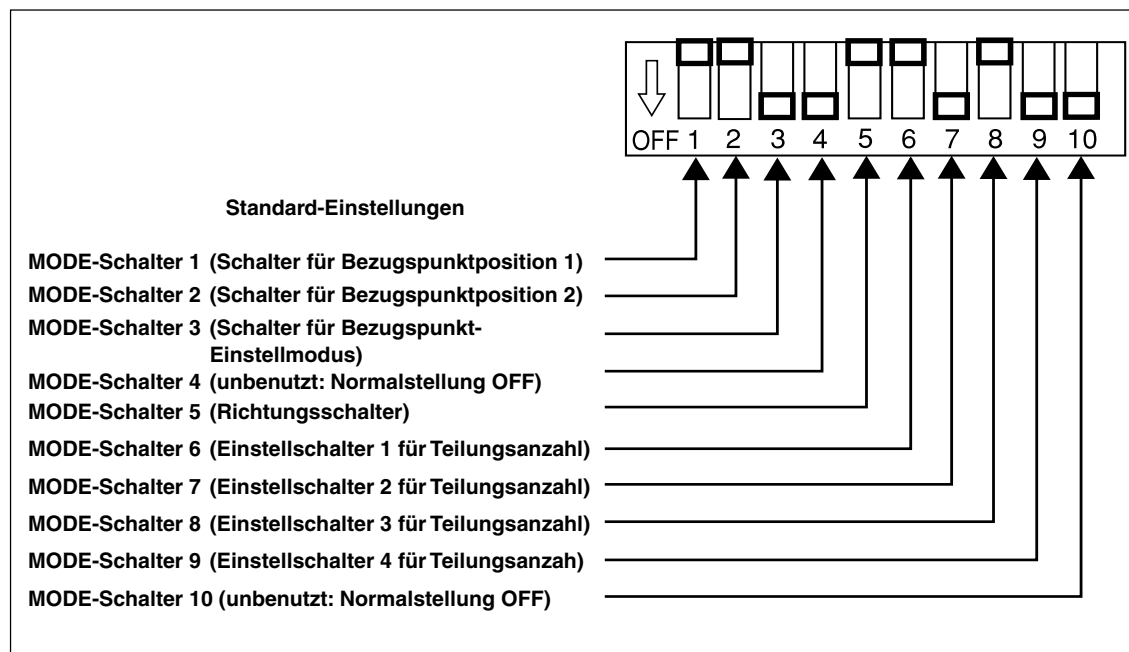 OFF 1 2 3 4 5 6 7 8 9 10
Standard-Einstellungen
MODE-Schalter 1 (Schalter für Bezugspunktposition 1)
MODE-Schalter 2 (Schalter für Bezugspunktposition 2)
MODE-Schalter 3 (Schalter für Bezugspunkt-
Einstellmodus)
MODE-Schalter 4 (unbenutzt: Normalstellung OFF)
MODE-Schalter 5 (Richtungsschalter)
MODE-Schalter 6 (Einstellschalter 1 für Teilungsanzahl)
MODE-Schalter 7 (Einstellschalter 2 für Teilungsanzahl)
MODE-Schalter 8 (Einstellschalter 3 für Teilungsanzahl)
MODE-Schalter 9 (Einstellschalter 4 für Teilungsanzah)
MODE-Schalter 10 (unbenutzt: Normalstellung OFF)